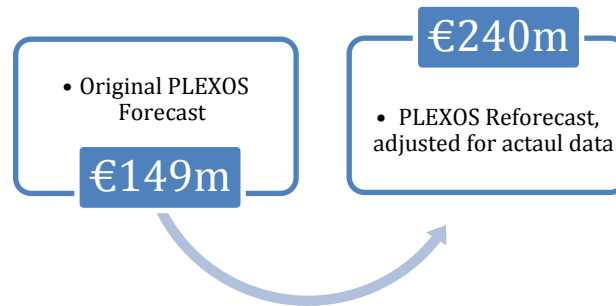 • Original PLEXOS
Forecast
€149m
€240m
• PLEXOS Reforecast,
adjusted for actaul data